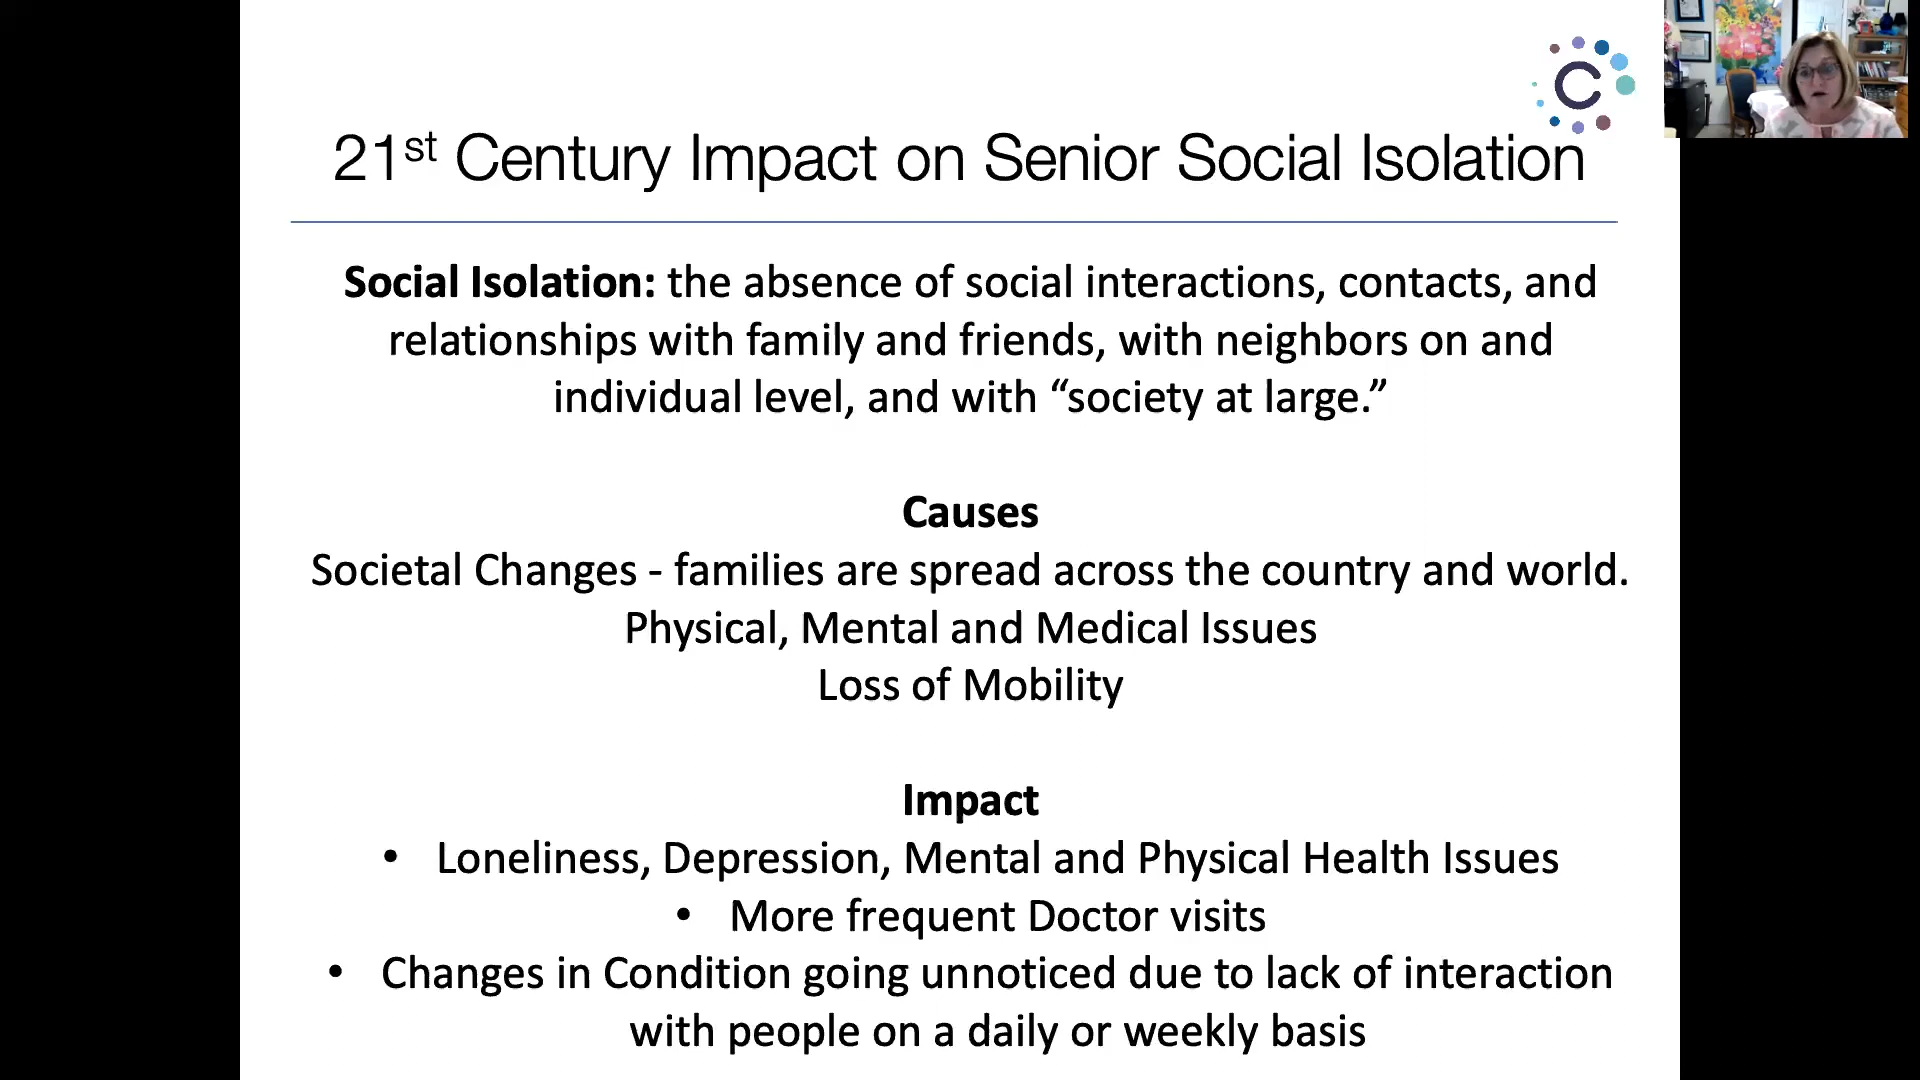 C
21st Century Impact on Senior Social Isolation
Social Isolation: the absence of social interactions, contacts, and
relationships with family and friends, with neighbors on and
individual level, and with “society at large.”
Causes
Societal Changes - families are spread across the country and world.
Physical, Mental and Medical Issues
Loss of Mobility
Impact
• Loneliness, Depression, Mental and Physical Health Issues
• More frequent Doctor visits
• Changes in Condition going unnoticed due to lack of interaction
with people on a daily or weekly basis